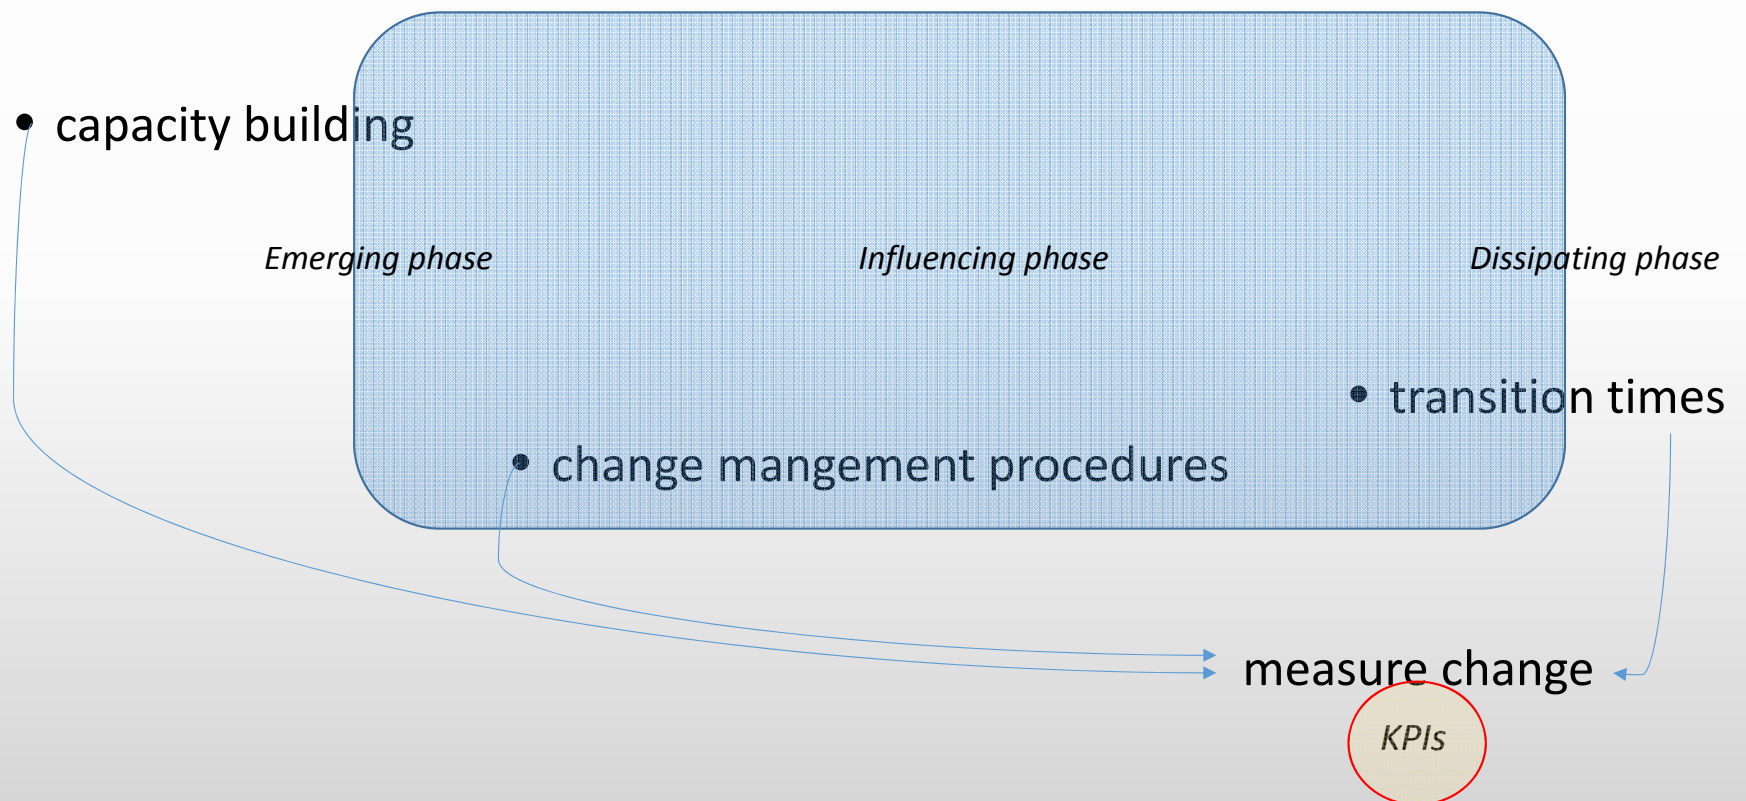 • capacity building
Emerging phase
Influencing phase
Dissipating phase
• transition times
• change mangement procedures
measure change
KPIs